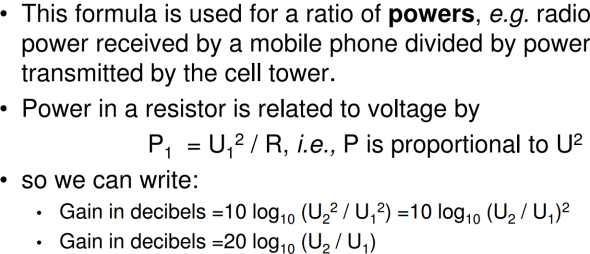 • This formula is used for a ratio of powers, e.g. radio
power received by a mobile phone divided by power
transmitted by the cell tower.
• Power in a resistor is related to voltage by
P₁ = U₁² / R, i.e., P is proportional to U²
• so we can write:
• Gain in decibels =10 log₁₀ (U₂² / U₁²) =10 log₁₀ (U₂ / U₁)²
• Gain in decibels =20 log₁₀ (U₂ / U₁)